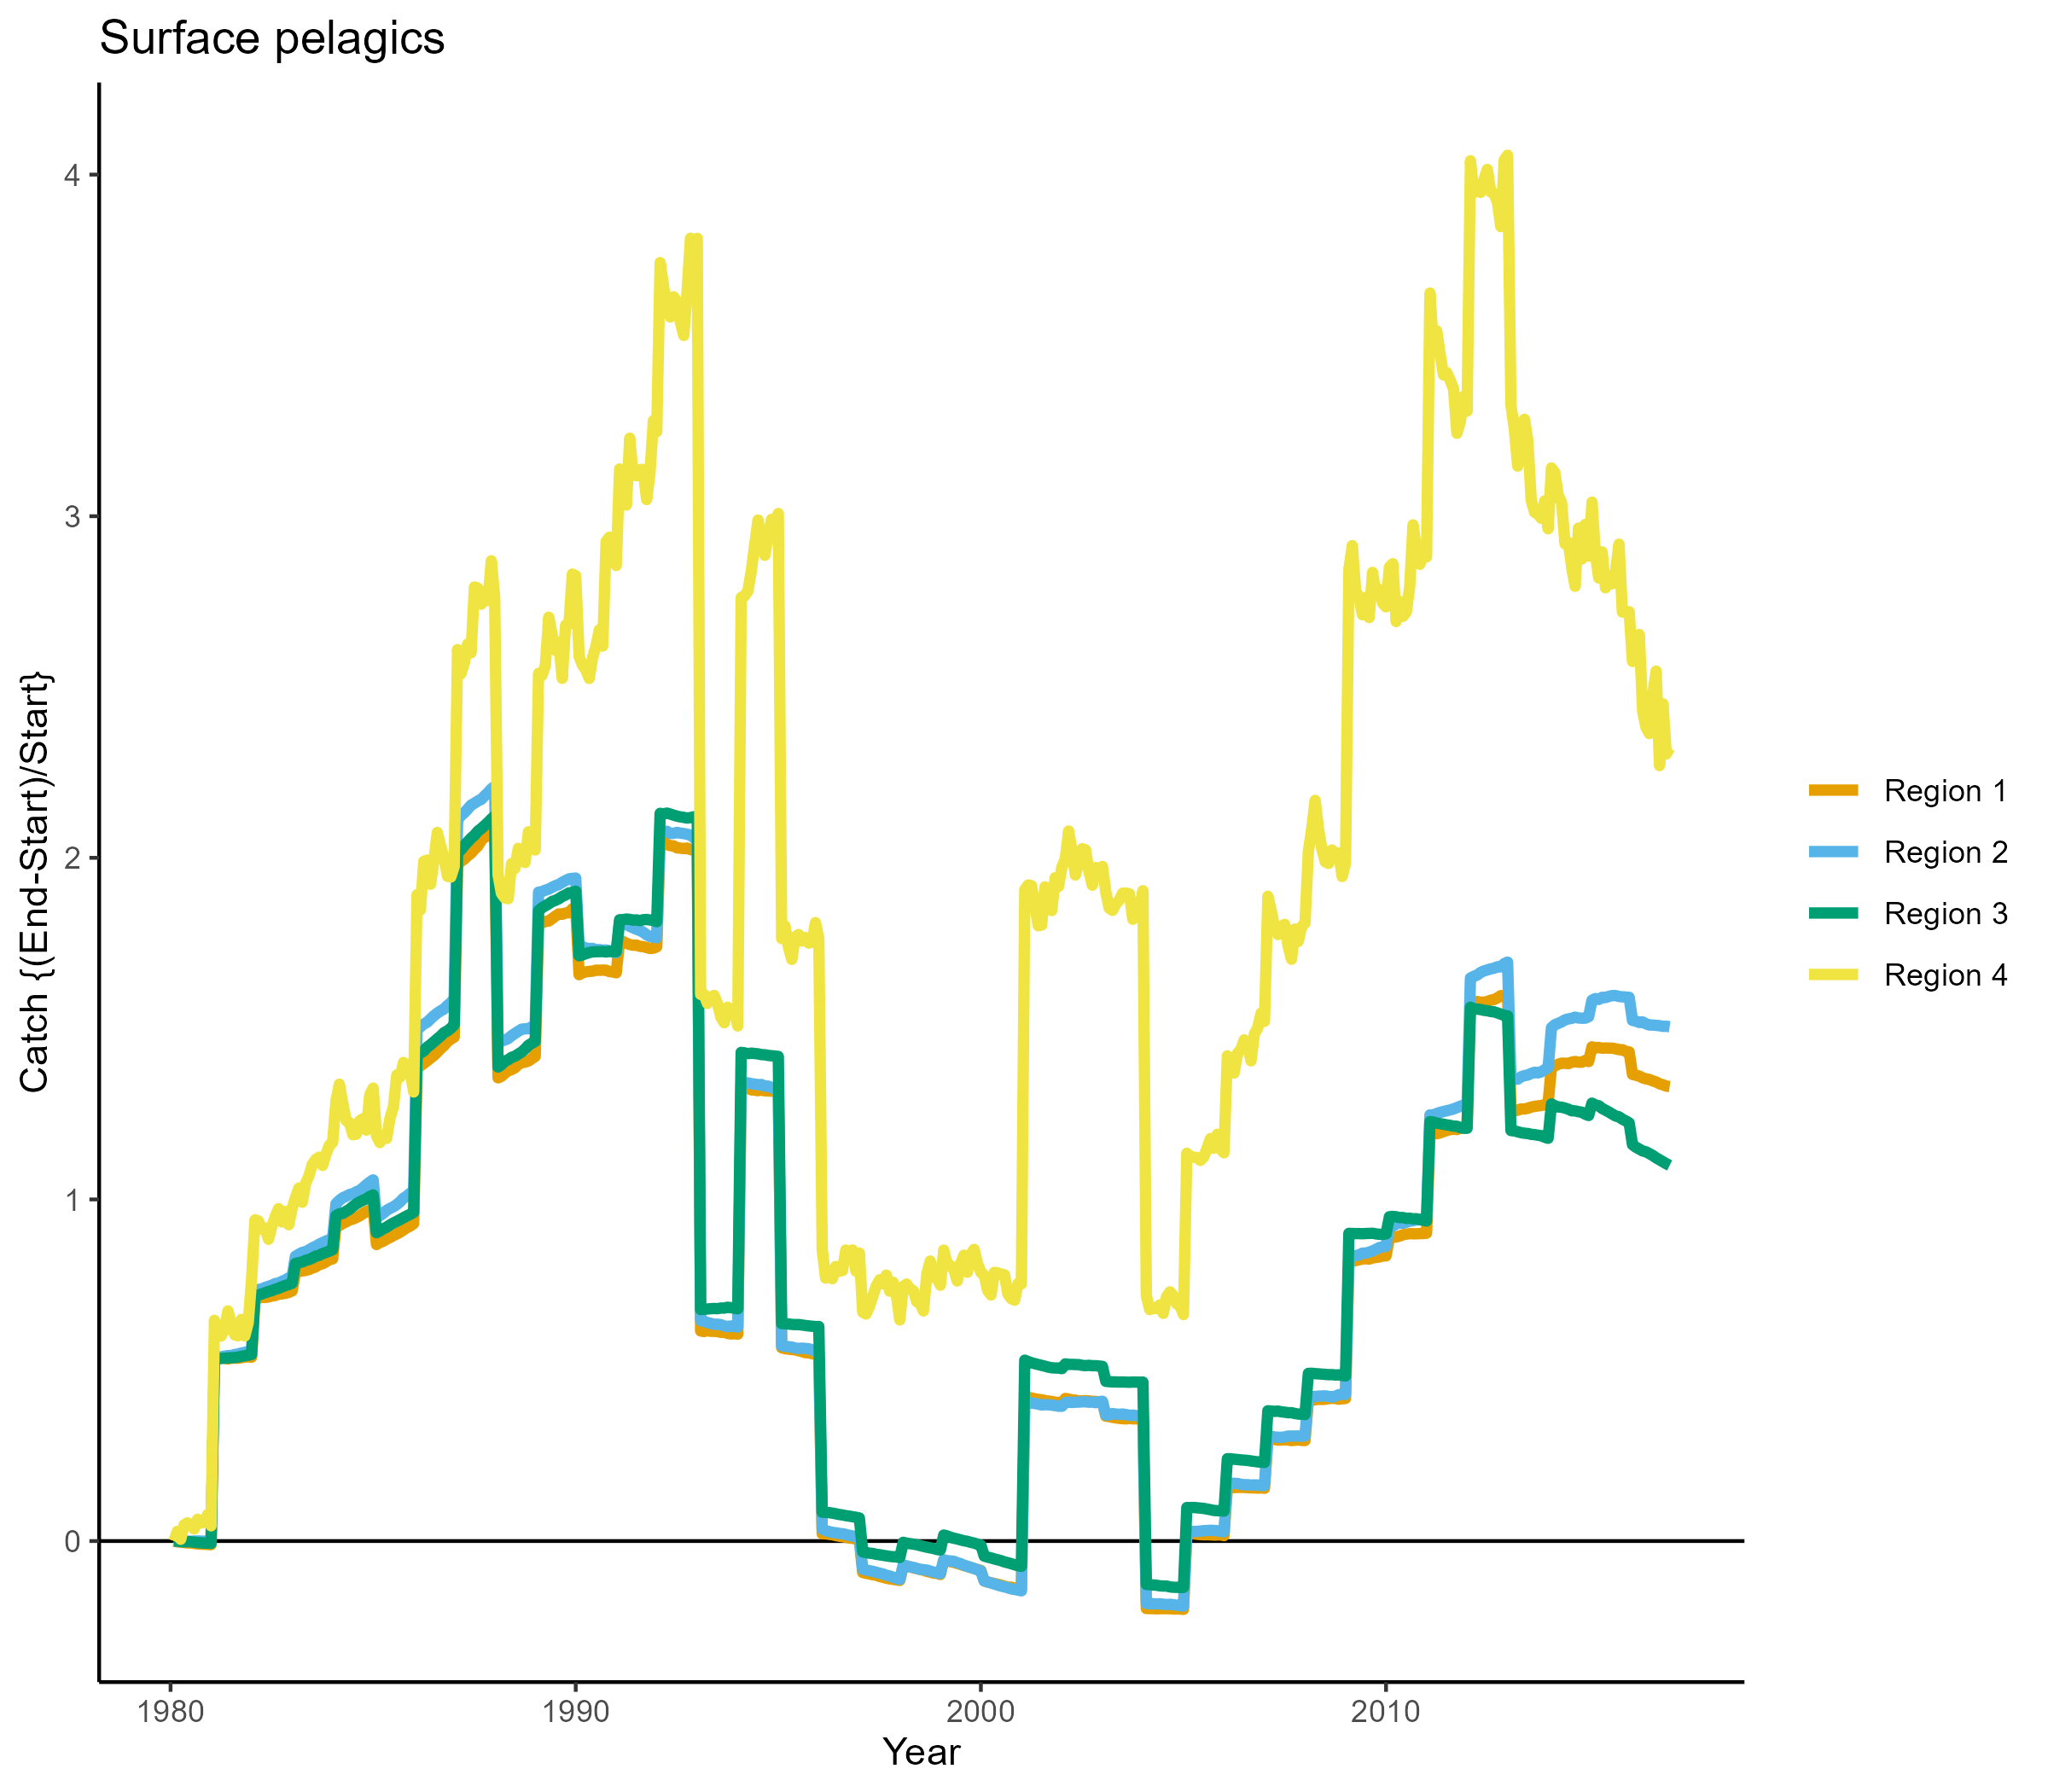 Surface pelagics
Catch {(End-Start)/Start}
4
3
2
1
0
1980
1990
2000
2010
Year
Region 1
Region 2
Region 3
Region 4